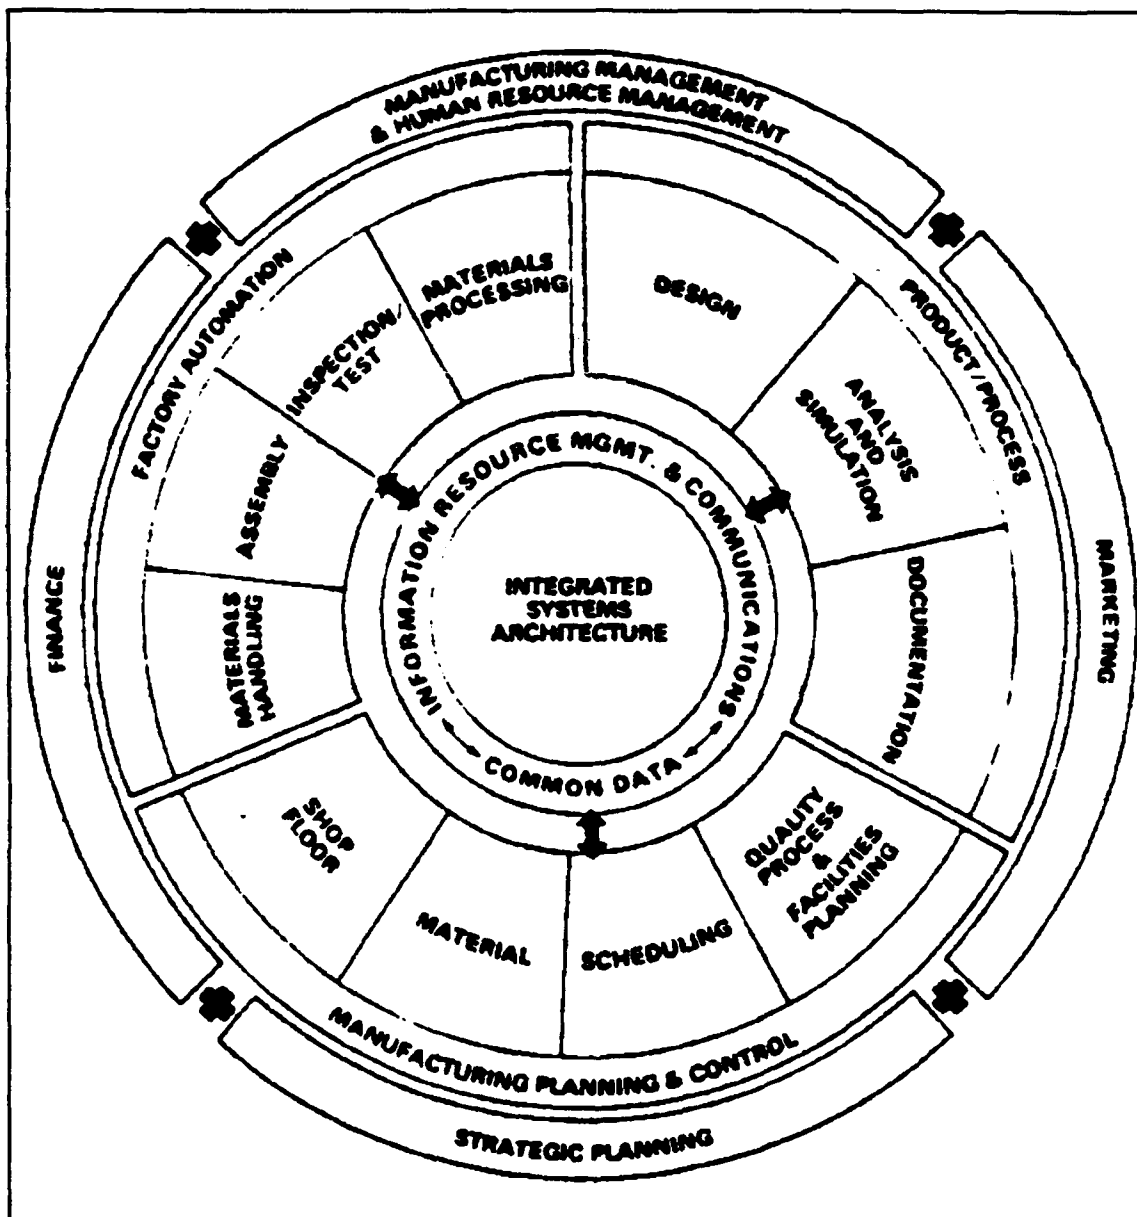 MANUFACTURING MANAGEMENT
& HUMAN RESOURCE MANAGEMENT
FACTORY AUTOMATION
MATERIALS
PROCESSING
INSPECTION/
TEST
ASSEMBLY
MATERIALS
HANDLING
PRODUCT/PROCESS
DESIGN
ANALYSIS
AND
SIMULATION
DOCUMENTATION
FINANCE
MARKETING
INFORMATION RESOURCE MGMT. & COMMUNICATIONS
COMMON DATA
INTEGRATED
SYSTEMS
ARCHITECTURE
SHOP
FLOOR
MATERIAL
SCHEDULING
QUALITY
PROCESS
&
FACILITIES
PLANNING
MANUFACTURING PLANNING & CONTROL
STRATEGIC PLANNING